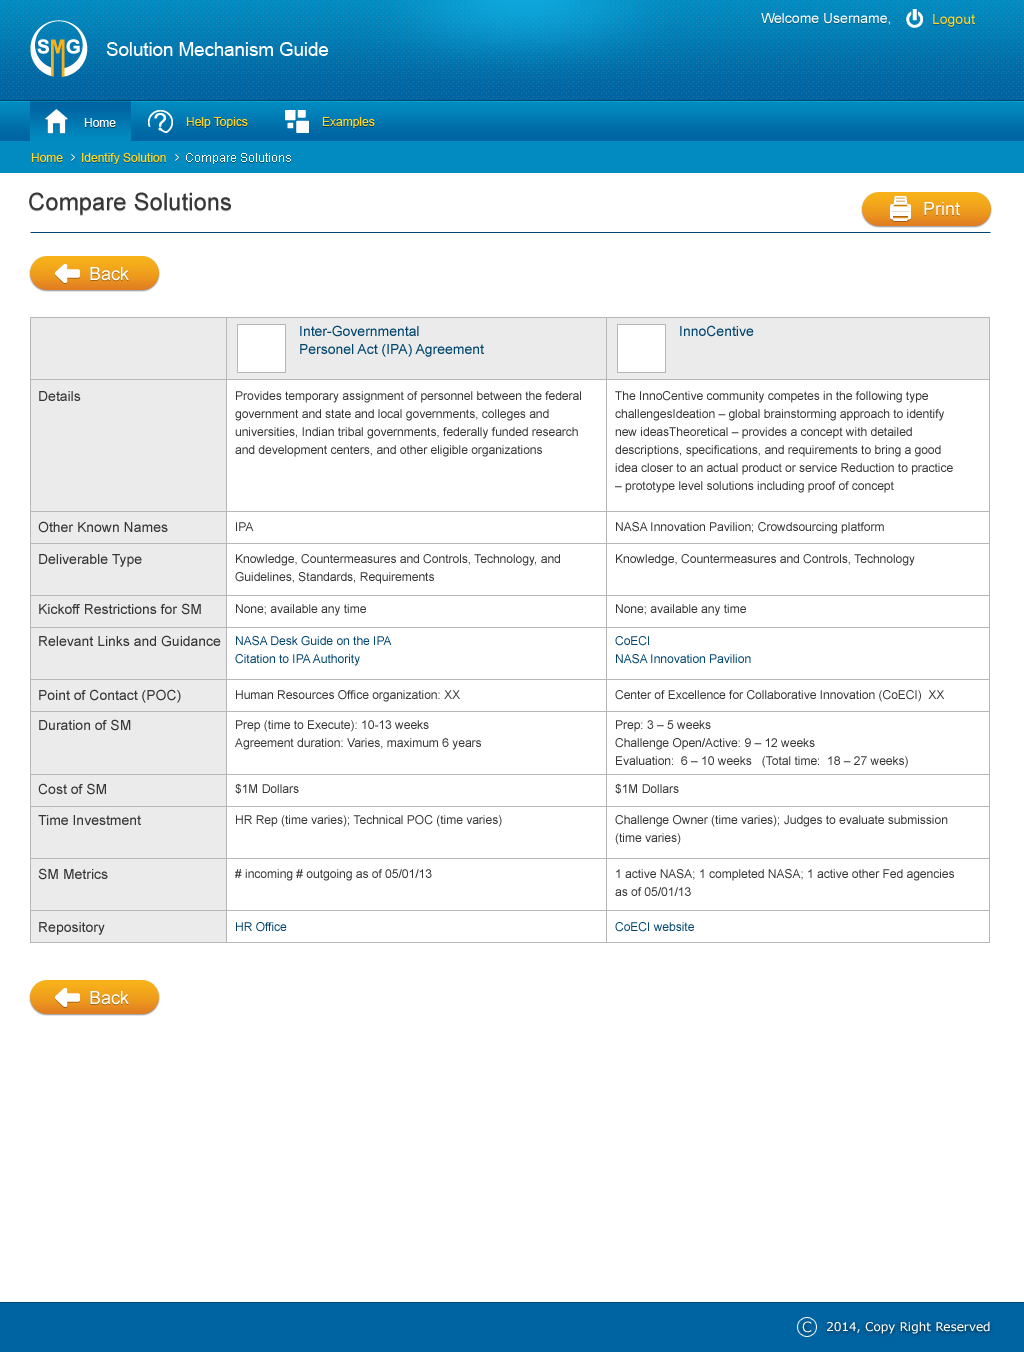 Welcome Username,
Logout
SMG
Solution Mechanism Guide
Home
Help Topics
Examples
Home > Identify Solution > Compare Solutions
Compare Solutions
Print
Back
Inter-Governmental
Personel Act (IPA) Agreement
InnoCentive
Details
Provides temporary assignment of personnel between the federal
government and state and local governments, colleges and
universities, Indian tribal governments, federally funded research
and development centers, and other eligible organizations
The InnoCentive community competes in the following type
challengesIdeation – global brainstorming approach to identify
new ideasTheoretical – provides a concept with detailed
descriptions, specifications, and requirements to bring a good
idea closer to an actual product or service Reduction to practice
– prototype level solutions including proof of concept
Other Known Names
IPA
NASA Innovation Pavilion; Crowdsourcing platform
Deliverable Type
Knowledge, Countermeasures and Controls, Technology, and
Guidelines, Standards, Requirements
Knowledge, Countermeasures and Controls, Technology
Kickoff Restrictions for SM
None; available any time
None; available any time
Relevant Links and Guidance
NASA Desk Guide on the IPA
Citation to IPA Authority
CoECI
NASA Innovation Pavilion
Point of Contact (POC)
Human Resources Office organization: XX
Center of Excellence for Collaborative Innovation (CoECI)  XX
Duration of SM
Prep (time to Execute): 10-13 weeks
Agreement duration: Varies, maximum 6 years
Prep: 3 – 5 weeks
Challenge Open/Active: 9 – 12 weeks
Evaluation:  6 – 10 weeks   (Total time:  18 – 27 weeks)
Cost of SM
$1M Dollars
$1M Dollars
Time Investment
HR Rep (time varies); Technical POC (time varies)
Challenge Owner (time varies); Judges to evaluate submission
(time varies)
SM Metrics
# incoming # outgoing as of 05/01/13
1 active NASA; 1 completed NASA; 1 active other Fed agencies
as of 05/01/13
Repository
HR Office
CoECI website
Back
© 2014, Copy Right Reserved